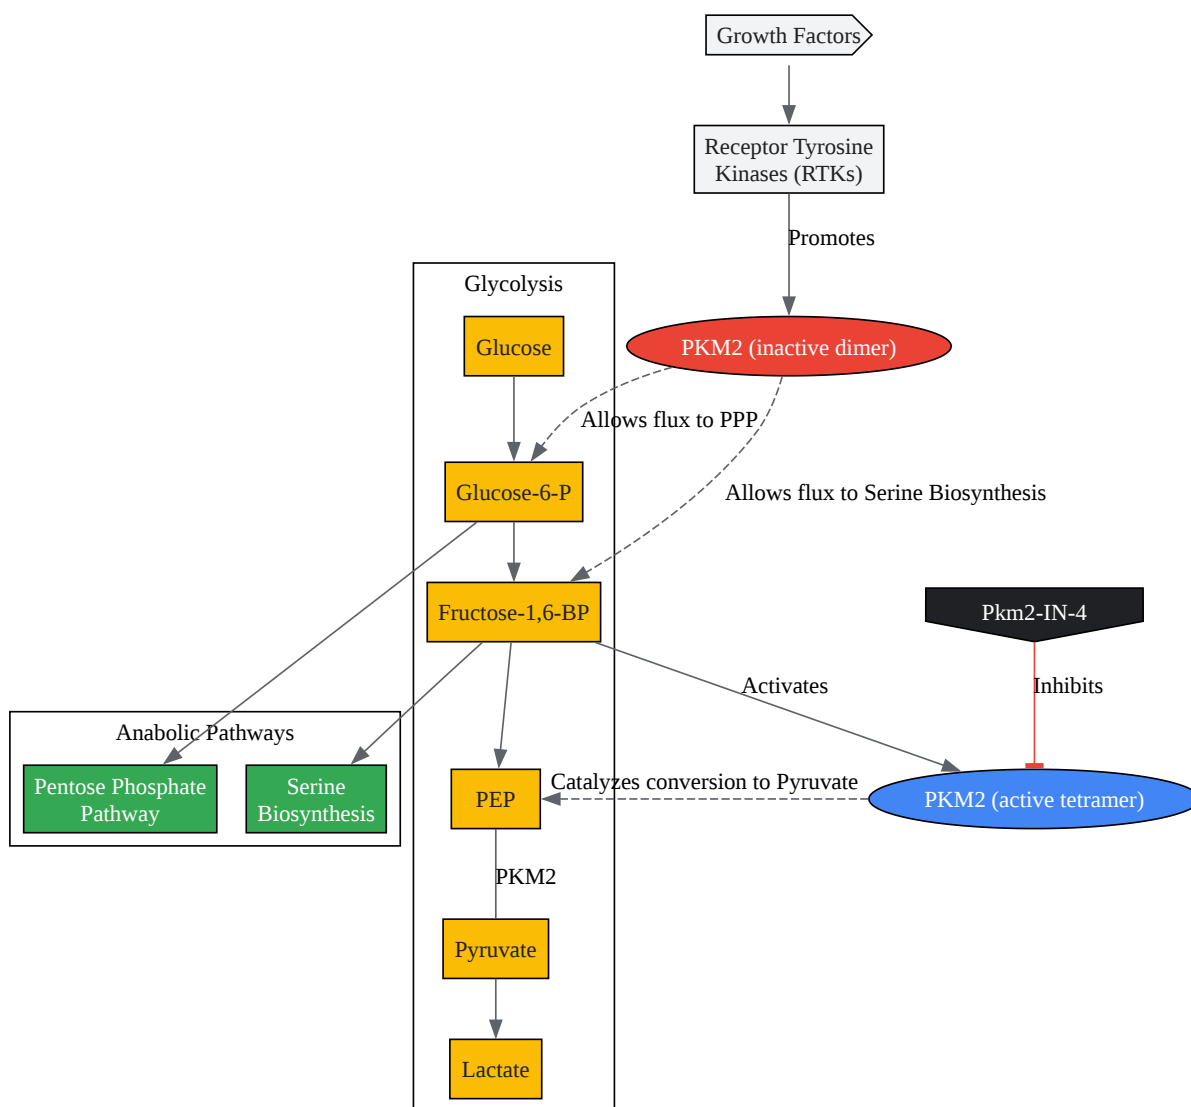 Growth Factors
Receptor Tyrosine
Kinases (RTKs)
Promotes
Glycolysis
Glucose
PKM2 (inactive dimer)
Allows flux to PPP
Glucose-6-P
Allows flux to Serine Biosynthesis
Fructose-1,6-BP
Pkm2-IN-4
Activates
Inhibits
Anabolic Pathways
Pentose Phosphate
Pathway
Serine
Biosynthesis
PEP
Catalyzes conversion to Pyruvate
PKM2 (active tetramer)
PKM2
Pyruvate
Lactate